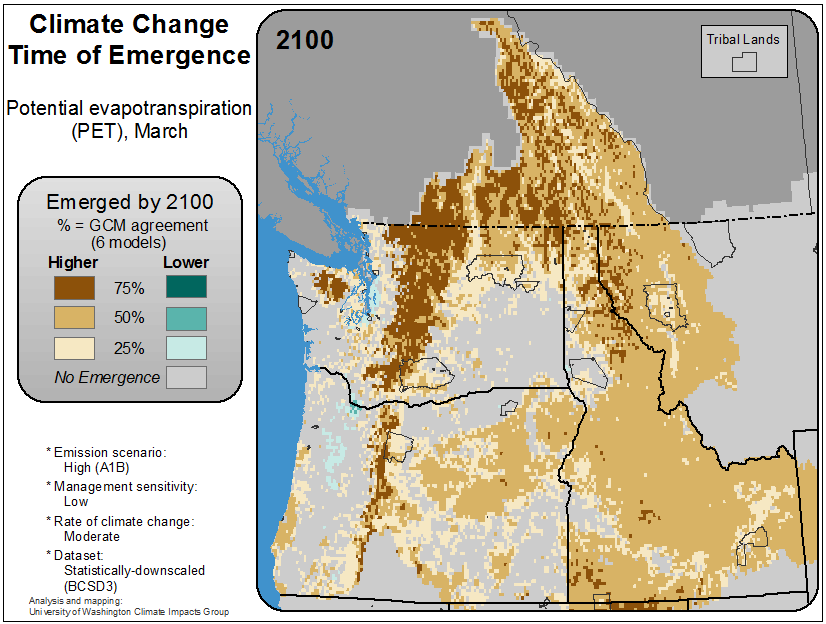 Climate Change
Time of Emergence
Potential evapotranspiration
(PET), March
Emerged by 2100
% = GCM agreement
(6 models)
Higher Lower
75%
50%
25%
No Emergence
* Emission scenario:
High (A1B)
* Management sensitivity:
Low
* Rate of climate change:
Moderate
* Dataset:
Statistically-downscaled
(BCSD3)
Analysis and mapping:
University of Washington Climate Impacts Group
2100
Tribal Lands